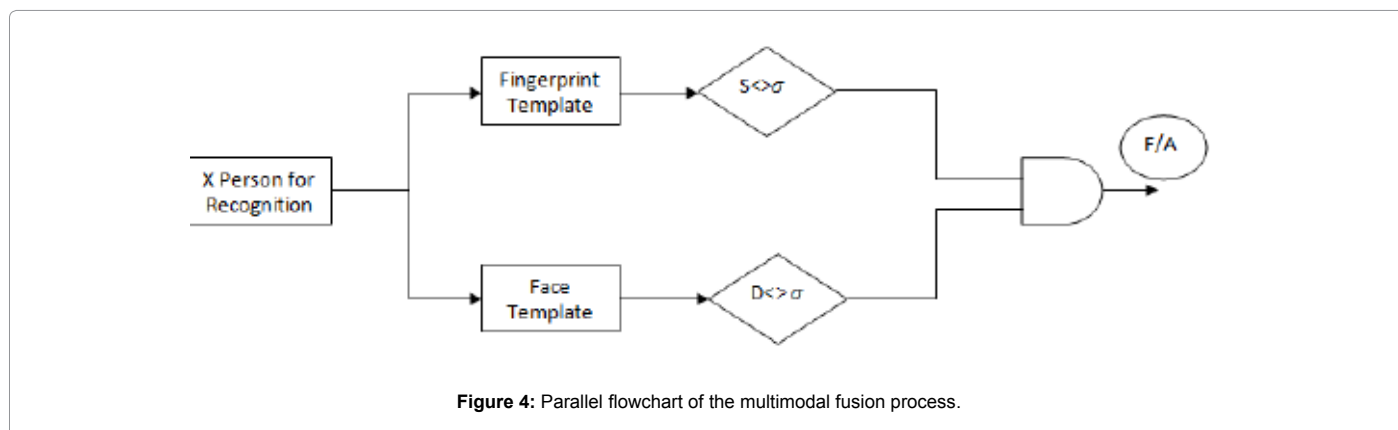 Fingerprint
Template
S<>σ
F/A
X Person for
Recognition
Face
Template
D<>σ
Figure 4: Parallel flowchart of the multimodal fusion process.